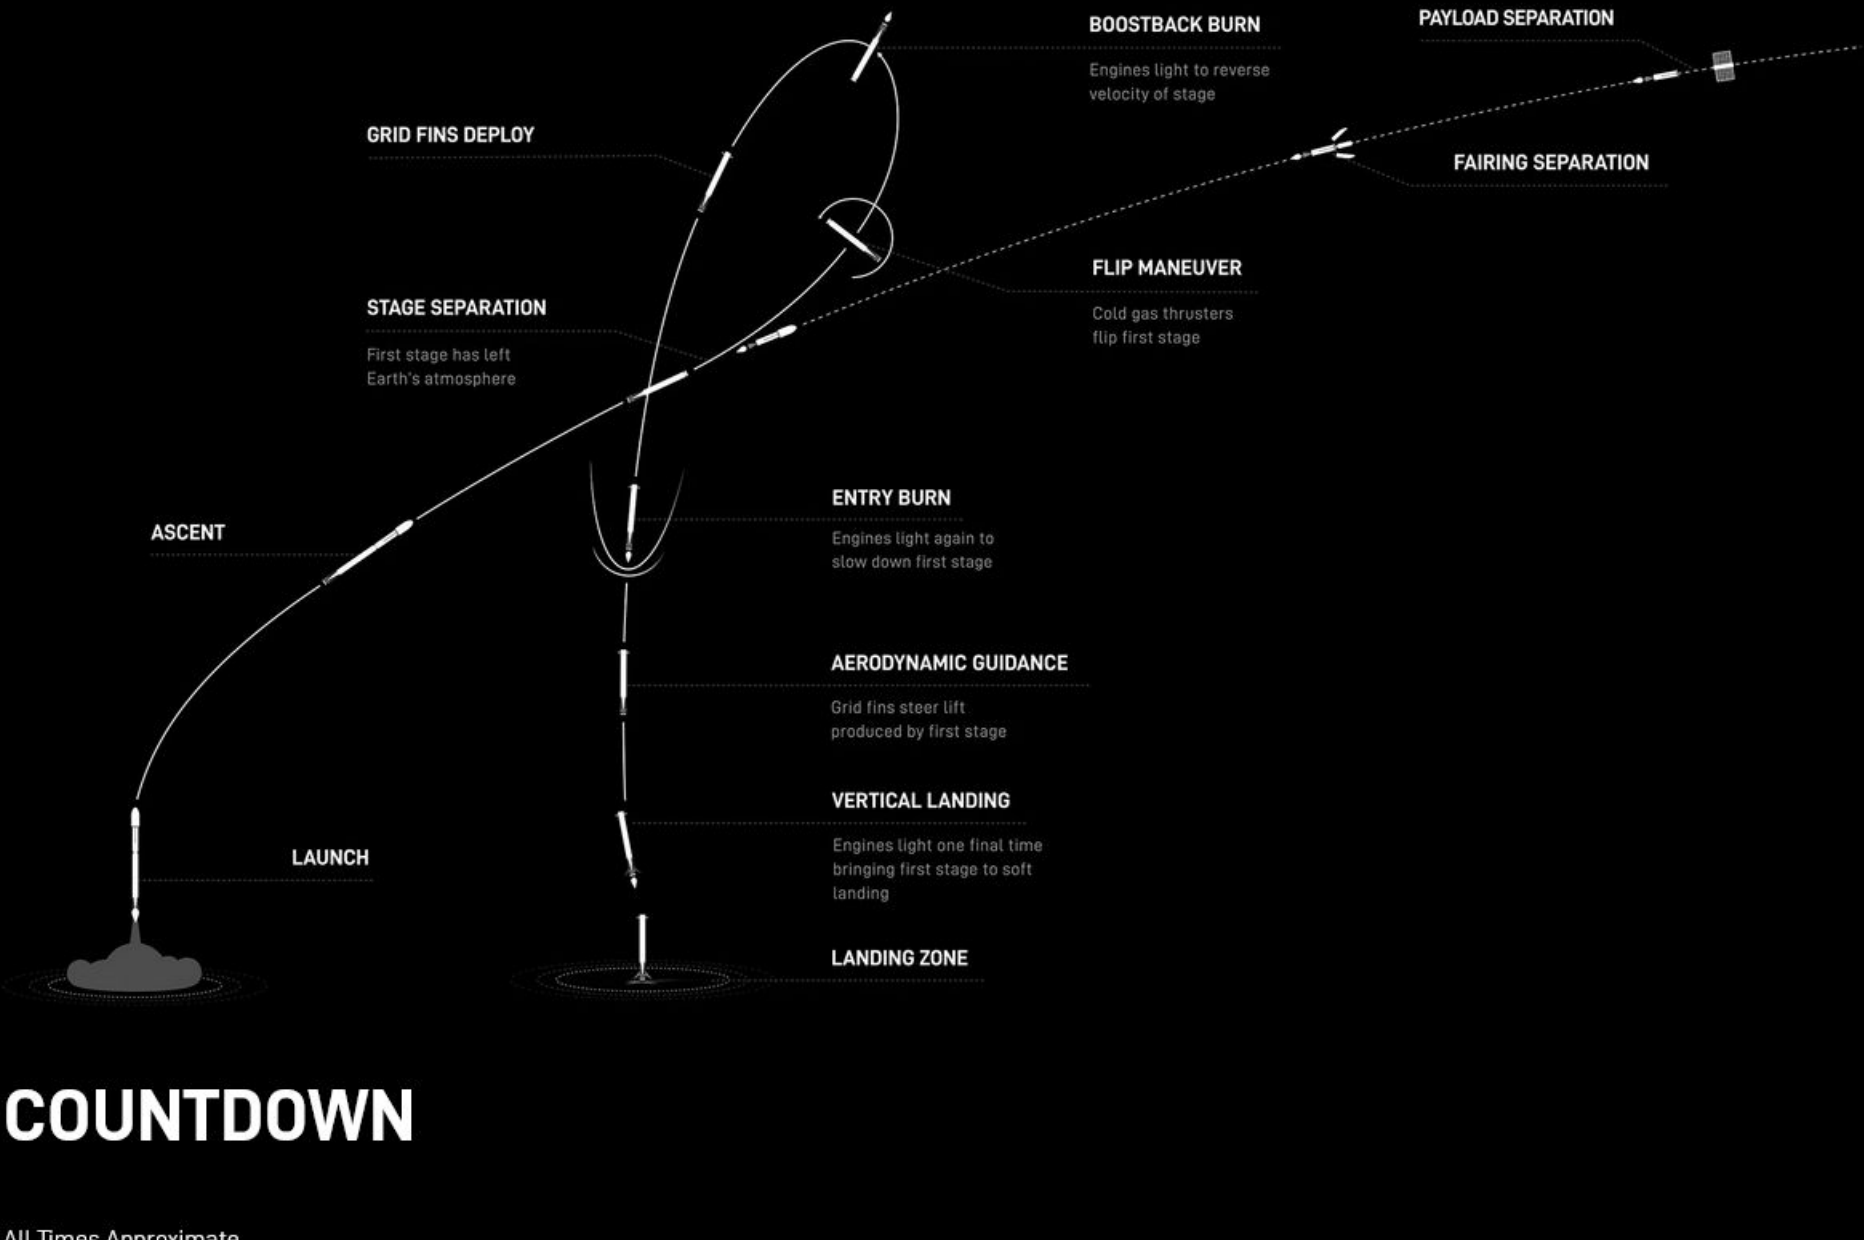 BOOSTBACK BURN
Engines light to reverse
velocity of stage
PAYLOAD SEPARATION
GRID FINS DEPLOY
FAIRING SEPARATION
FLIP MANEUVER
Cold gas thrusters
flip first stage
STAGE SEPARATION
First stage has left
Earth's atmosphere
ENTRY BURN
Engines light again to
slow down first stage
ASCENT
AERODYNAMIC GUIDANCE
Grid fins steer lift
produced by first stage
VERTICAL LANDING
Engines light one final time
bringing first stage to soft
landing
LAUNCH
LANDING ZONE
COUNTDOWN
All Times Approximate